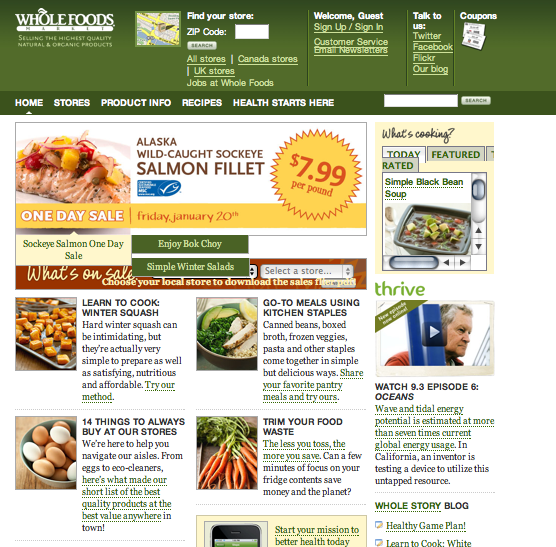 WHOLE FOODS
MARKET
SELLING THE HIGHEST QUALITY
NATURAL & ORGANIC PRODUCTS
Find your store:
ZIP Code:
SEARCH
All stores | Canada stores
| UK stores
Jobs at Whole Foods
Welcome, Guest
Sign Up / Sign In
Customer Service
Email Newsletters
Talk to
us:
Twitter
Facebook
Flickr
Our blog
Coupons
HOME STORES PRODUCT INFO RECIPES HEALTH STARTS HERE
SEARCH
ALASKA
WILD-CAUGHT SOCKEYE
SALMON FILLET
MSC
$7.99
per pound
ONE DAY SALE | friday, january 20th
Sockeye Salmon One Day
Sale
Enjoy Bok Choy
Simple Winter Salads
What's on sale
Select a store...
Choose your local store to download the sales
What's cooking?
TODAY FEATURED
RATED
Simple Black Bean
Soup
LEARN TO COOK:
WINTER SQUASH
Hard winter squash can
be intimidating, but
they're actually very
simple to prepare as well
as satisfying, nutritious
and affordable. Try our
method.
GO-TO MEALS USING
KITCHEN STAPLES
Canned beans, boxed
broth, frozen veggies,
pasta and other staples
come together in simple
but delicious ways. Share
your favorite pantry
meals and try ours.
14 THINGS TO ALWAYS
BUY AT OUR STORES
We're here to help you
navigate our aisles. From
eggs to eco-cleaners,
here's what made our
short list of the best
quality products at the
best value anywhere in
town!
TRIM YOUR FOOD
WASTE
The less you toss, the
more you save. Can a few
minutes of focus on your
fridge contents save
money and the planet?
Start your mission to
better health today
thrive
New episode
now online!
WATCH 9.3 EPISODE 6:
OCEANS
Wave and tidal energy
potential is estimated at more
than seven times current
global energy usage. In
California, an inventor is
testing a device to utilize this
untapped resource.
WHOLE STORY BLOG
Healthy Game Plan!
Learn to Cook: White